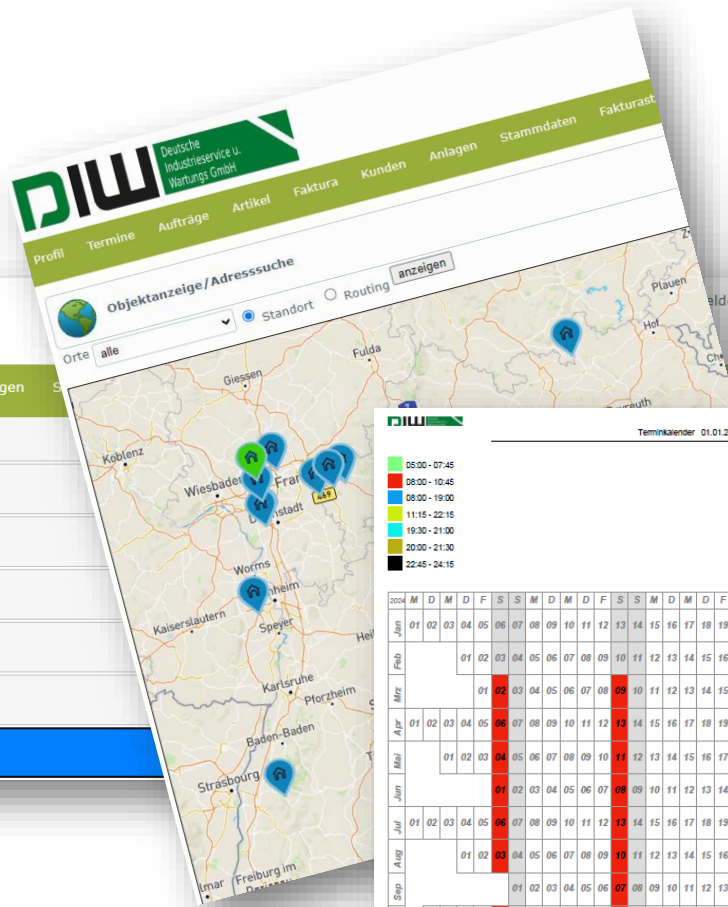 DIW
Deutsche
Industrieservice u.
Wartungs GmbH
Profil Termine Aufträge Artikel Faktura Kunden Anlagen Stammdaten Fakturast
Objektanzeige/Adresssuche
Orte alle Standort Routing anzeigen
gen S
Plauen
Hof
Fulda
Giessen
Koblenz
Wiesbaden
469
Worms
Kaiserslautern
Speyer
Karlsruhe
Pforzheim
Baden-Baden
Strasbourg
Freiburg im
DIW
Terminkalender 01.01.2
05:00 - 07:45
08:00 - 10:45
08:00 - 19:00
11:15 - 22:15
19:30 - 21:00
20:00 - 21:30
22:45 - 24:15
2024 M D M D F S S M D M D F S S M D M D F
Jan 01 02 03 04 05 06 07 08 09 10 11 12 13 14 15 16 17 18 19
Feb 01 02 03 04 05 06 07 08 09 10 11 12 13 14 15 16
Mrz 01 02 03 04 05 06 07 08 09 10 11 12 13 14 15
Apr 01 02 03 04 05 06 07 08 09 10 11 12 13 14 15 16 17 18 19
Mai 01 02 03 04 05 06 07 08 09 10 11 12 13 14 15 16 17
Jun 01 02 03 04 05 06 07 08 09 10 11 12 13 14
Jul 01 02 03 04 05 06 07 08 09 10 11 12 13 14 15 16 17 18 19
Aug 01 02 03 04 05 06 07 08 09 10 11 12 13 14 15 16
Sep 01 02 03 04 05 06 07 08 09 10 11 12 13